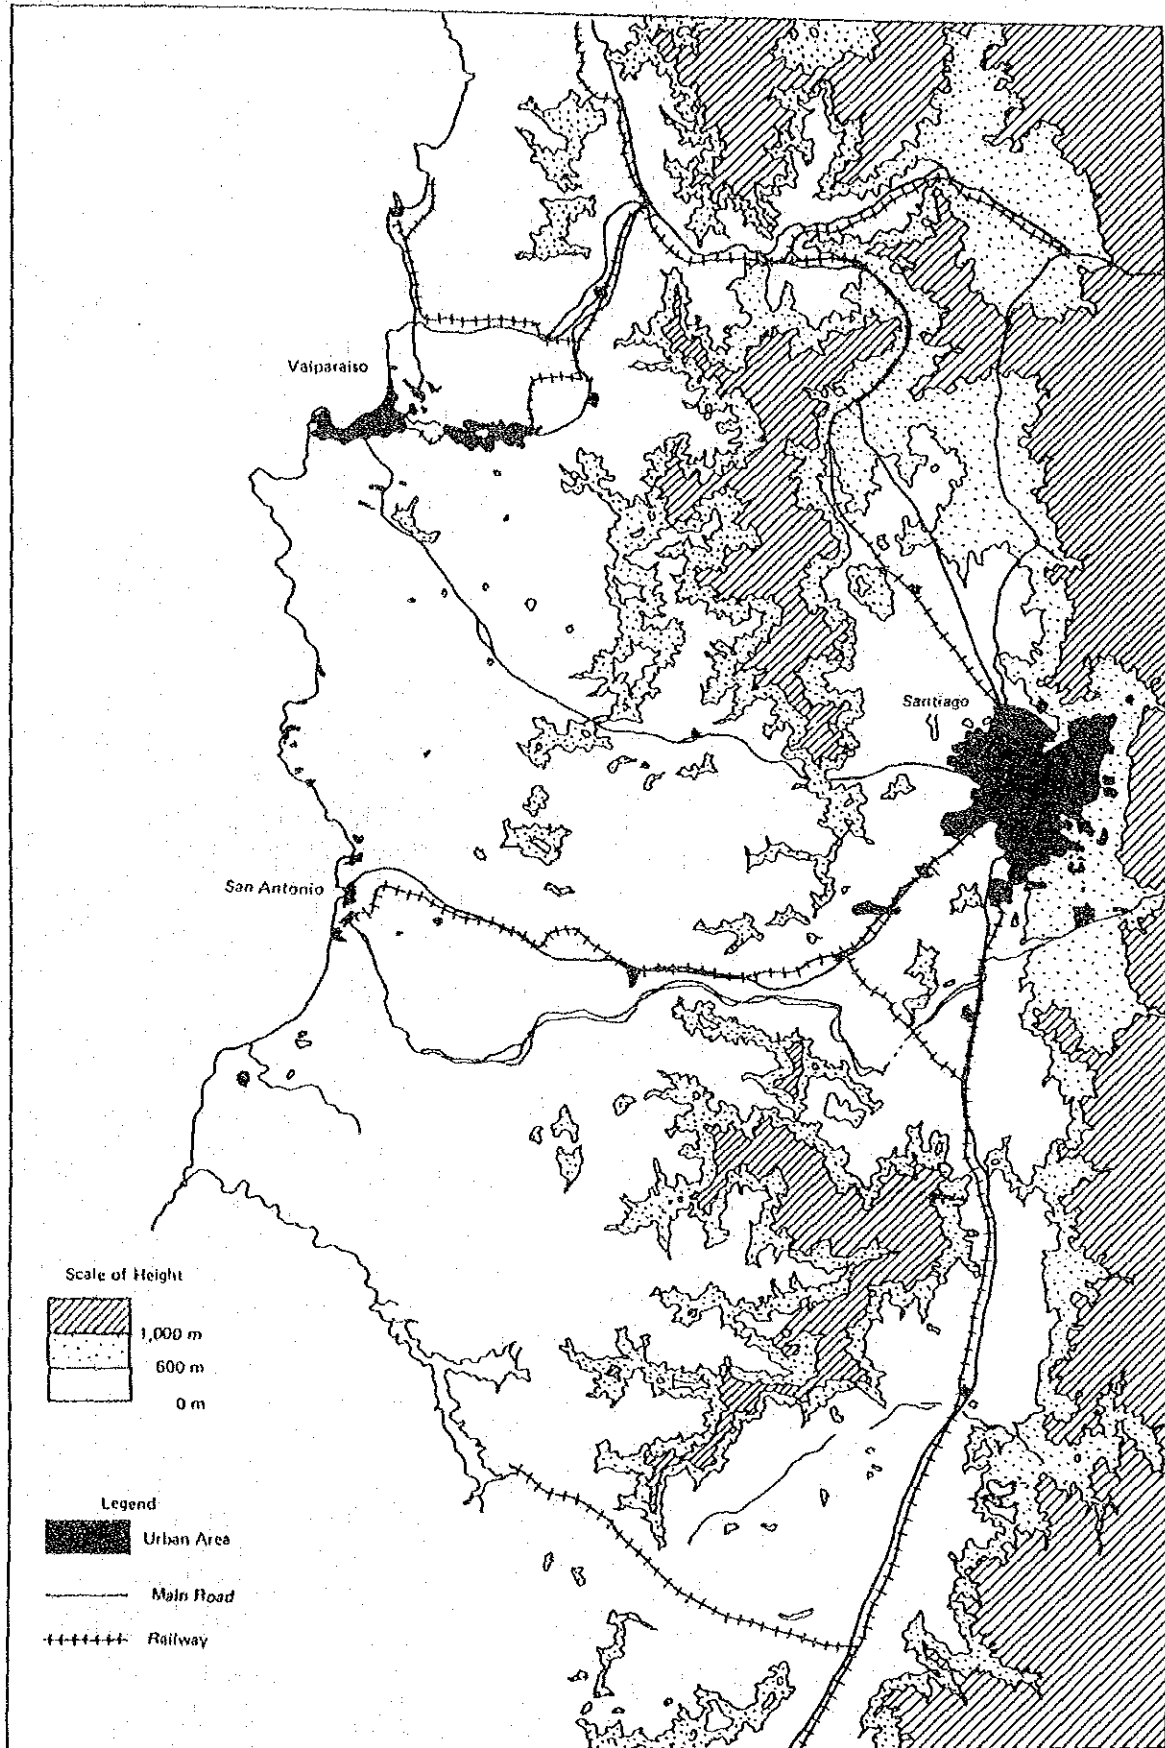 Valparaiso
Santiago
San Antonio
Scale of Height
1,000 m
600 m
0 m
Legend
Urban Area
Main Road
Railway